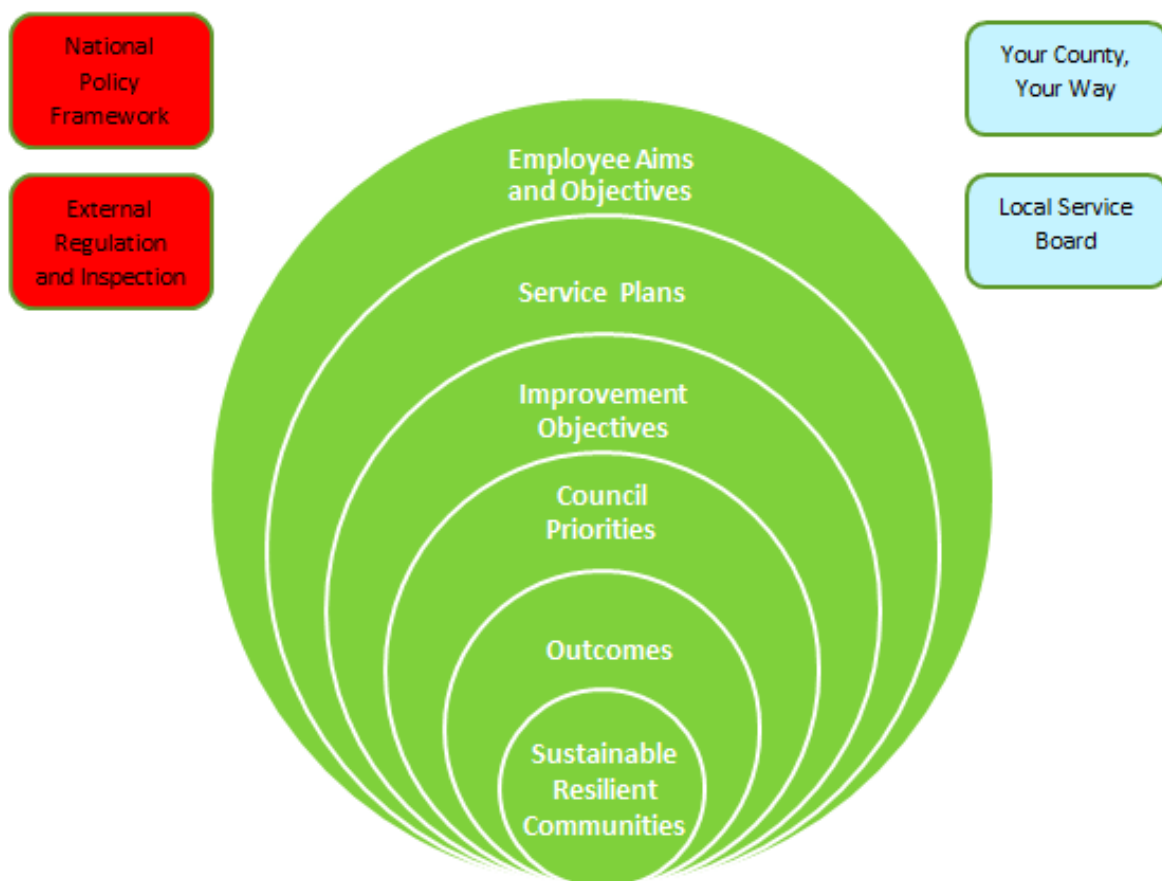 National
Policy
Framework
External
Regulation
and Inspection
Your County,
Your Way
Local Service
Board
Employee Aims
and Objectives
Service Plans
Improvement
Objectives
Council
Priorities
Outcomes
Sustainable
Resilient
Communities